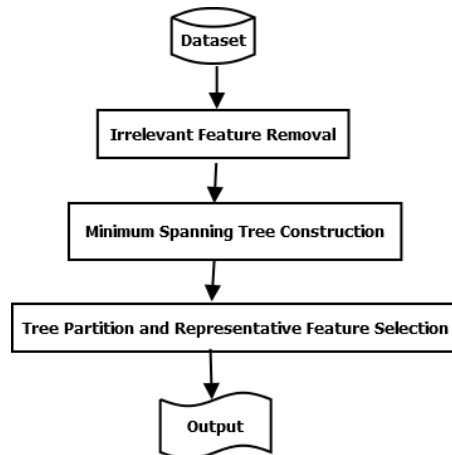 Dataset
Irrelevant Feature Removal
Minimum Spanning Tree Construction
Tree Partition and Representative Feature Selection
Output